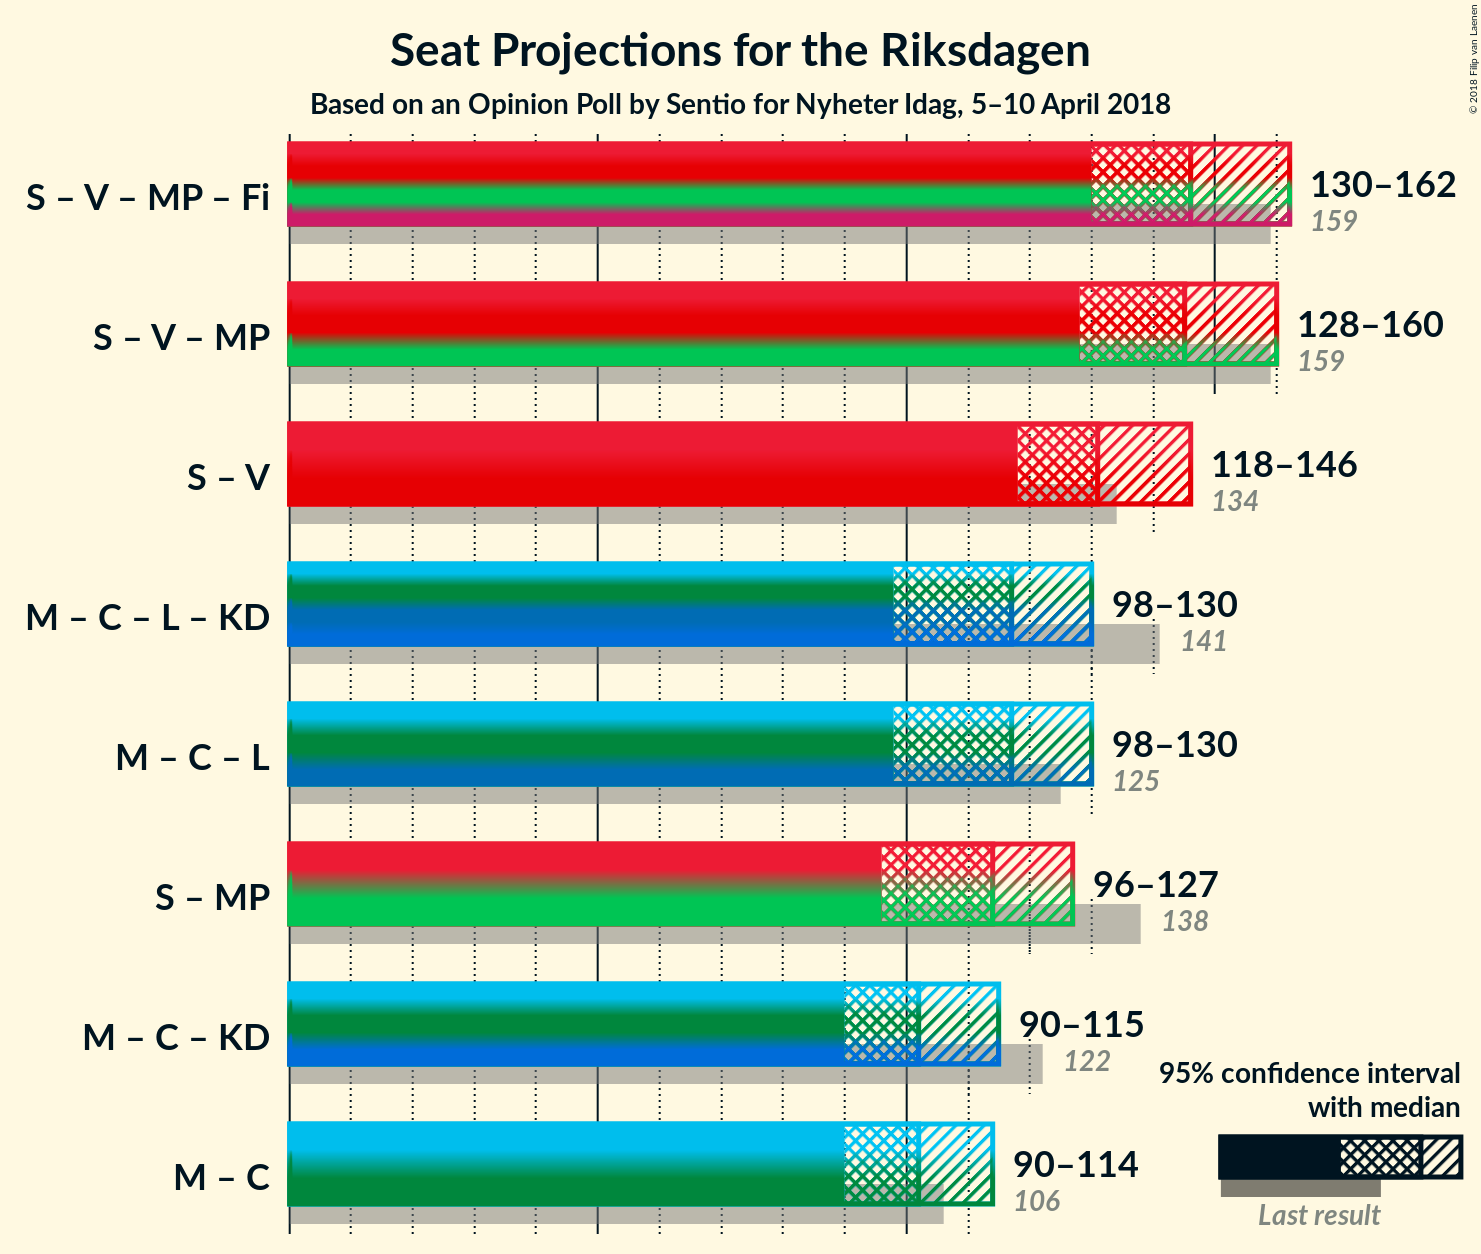 Seat Projections for the Riksdagen
Based on an Opinion Poll by Sentio for Nyheter Idag, 5–10 April 2018
© 2018 Filip van Laenen
S – V – MP – Fi
130–162
159
S – V – MP
128–160
159
S – V
118–146
134
M – C – L – KD
98–130
141
M – C – L
98–130
125
S – MP
96–127
138
M – C – KD
90–115
122
M – C
90–114
106
95% confidence interval
with median
Last result